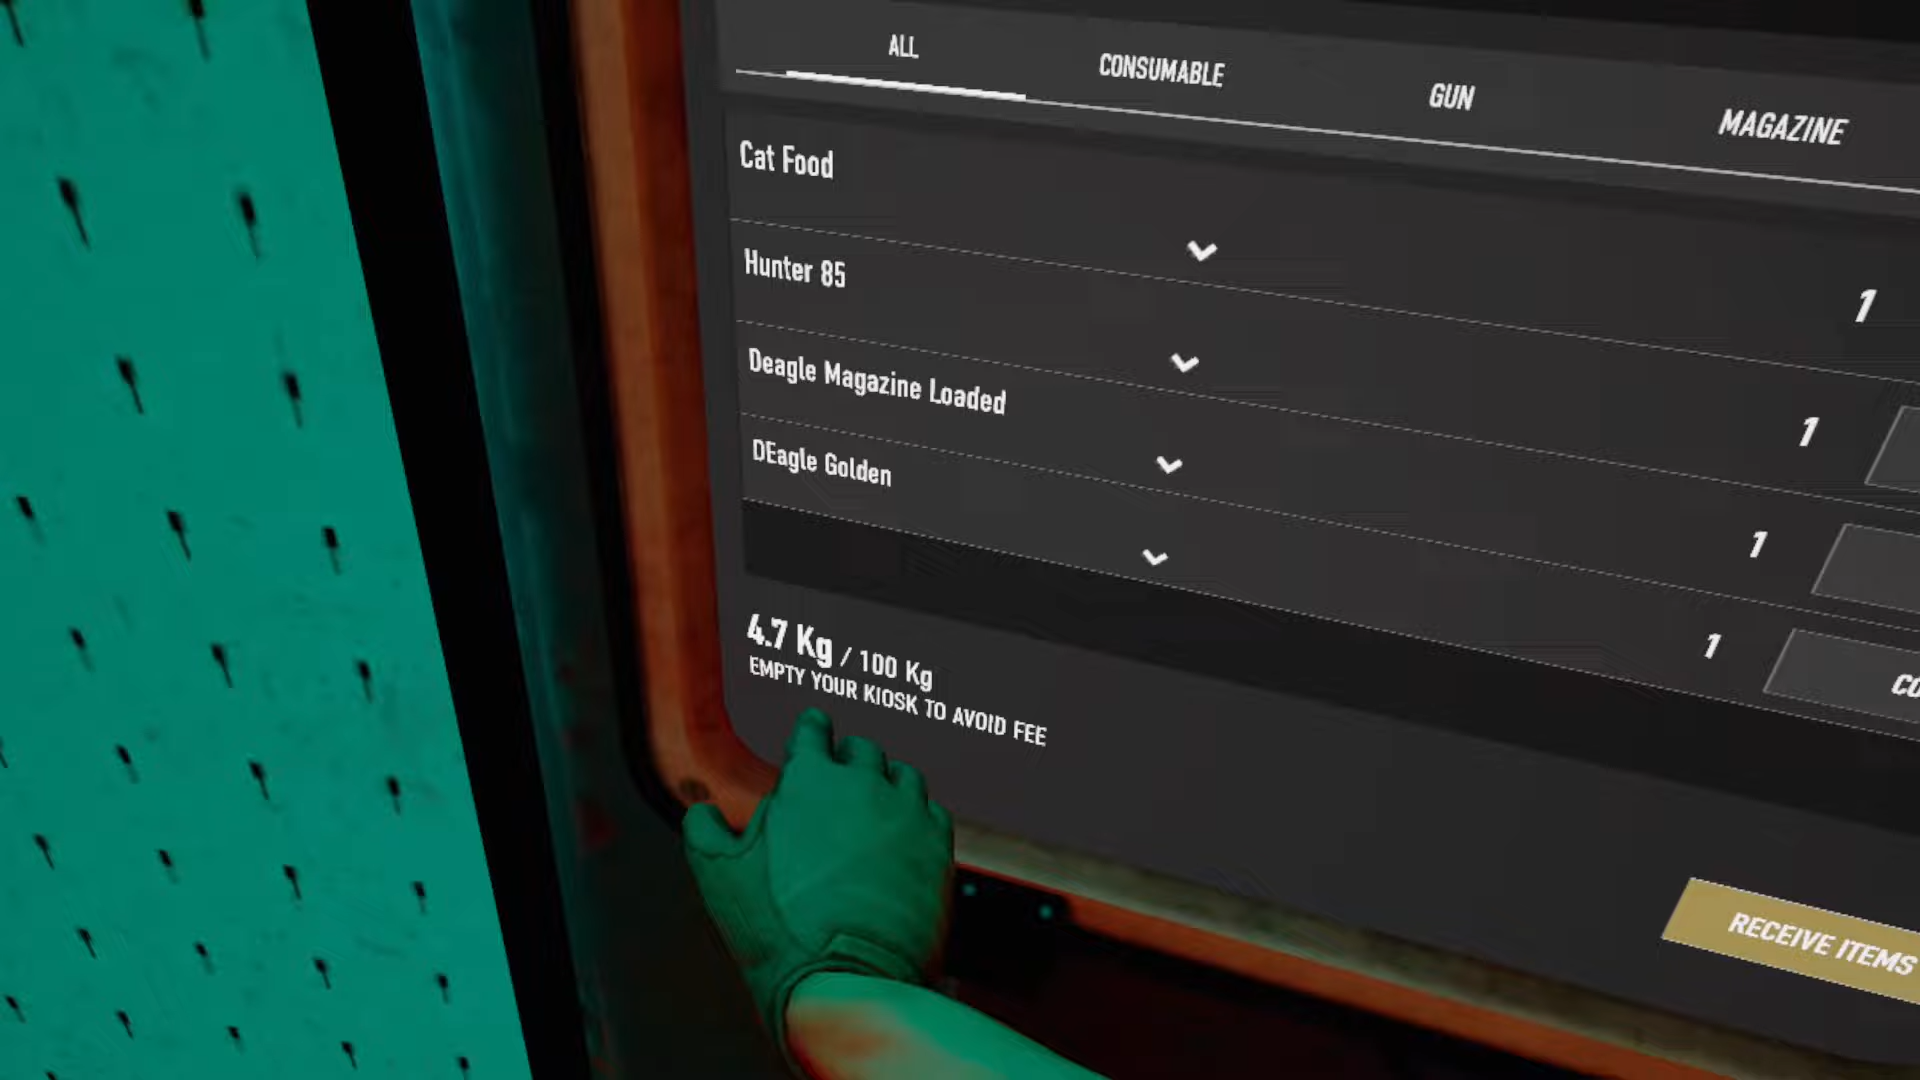 ALL CONSUMABLE GUN MAGAZINE
Cat Food 1
Hunter 85 1
Deagle Magazine Loaded 1
DEagle Golden 1
4.7 Kg / 100 Kg
EMPTY YOUR KIOSK TO AVOID FEE
RECEIVE ITEMS